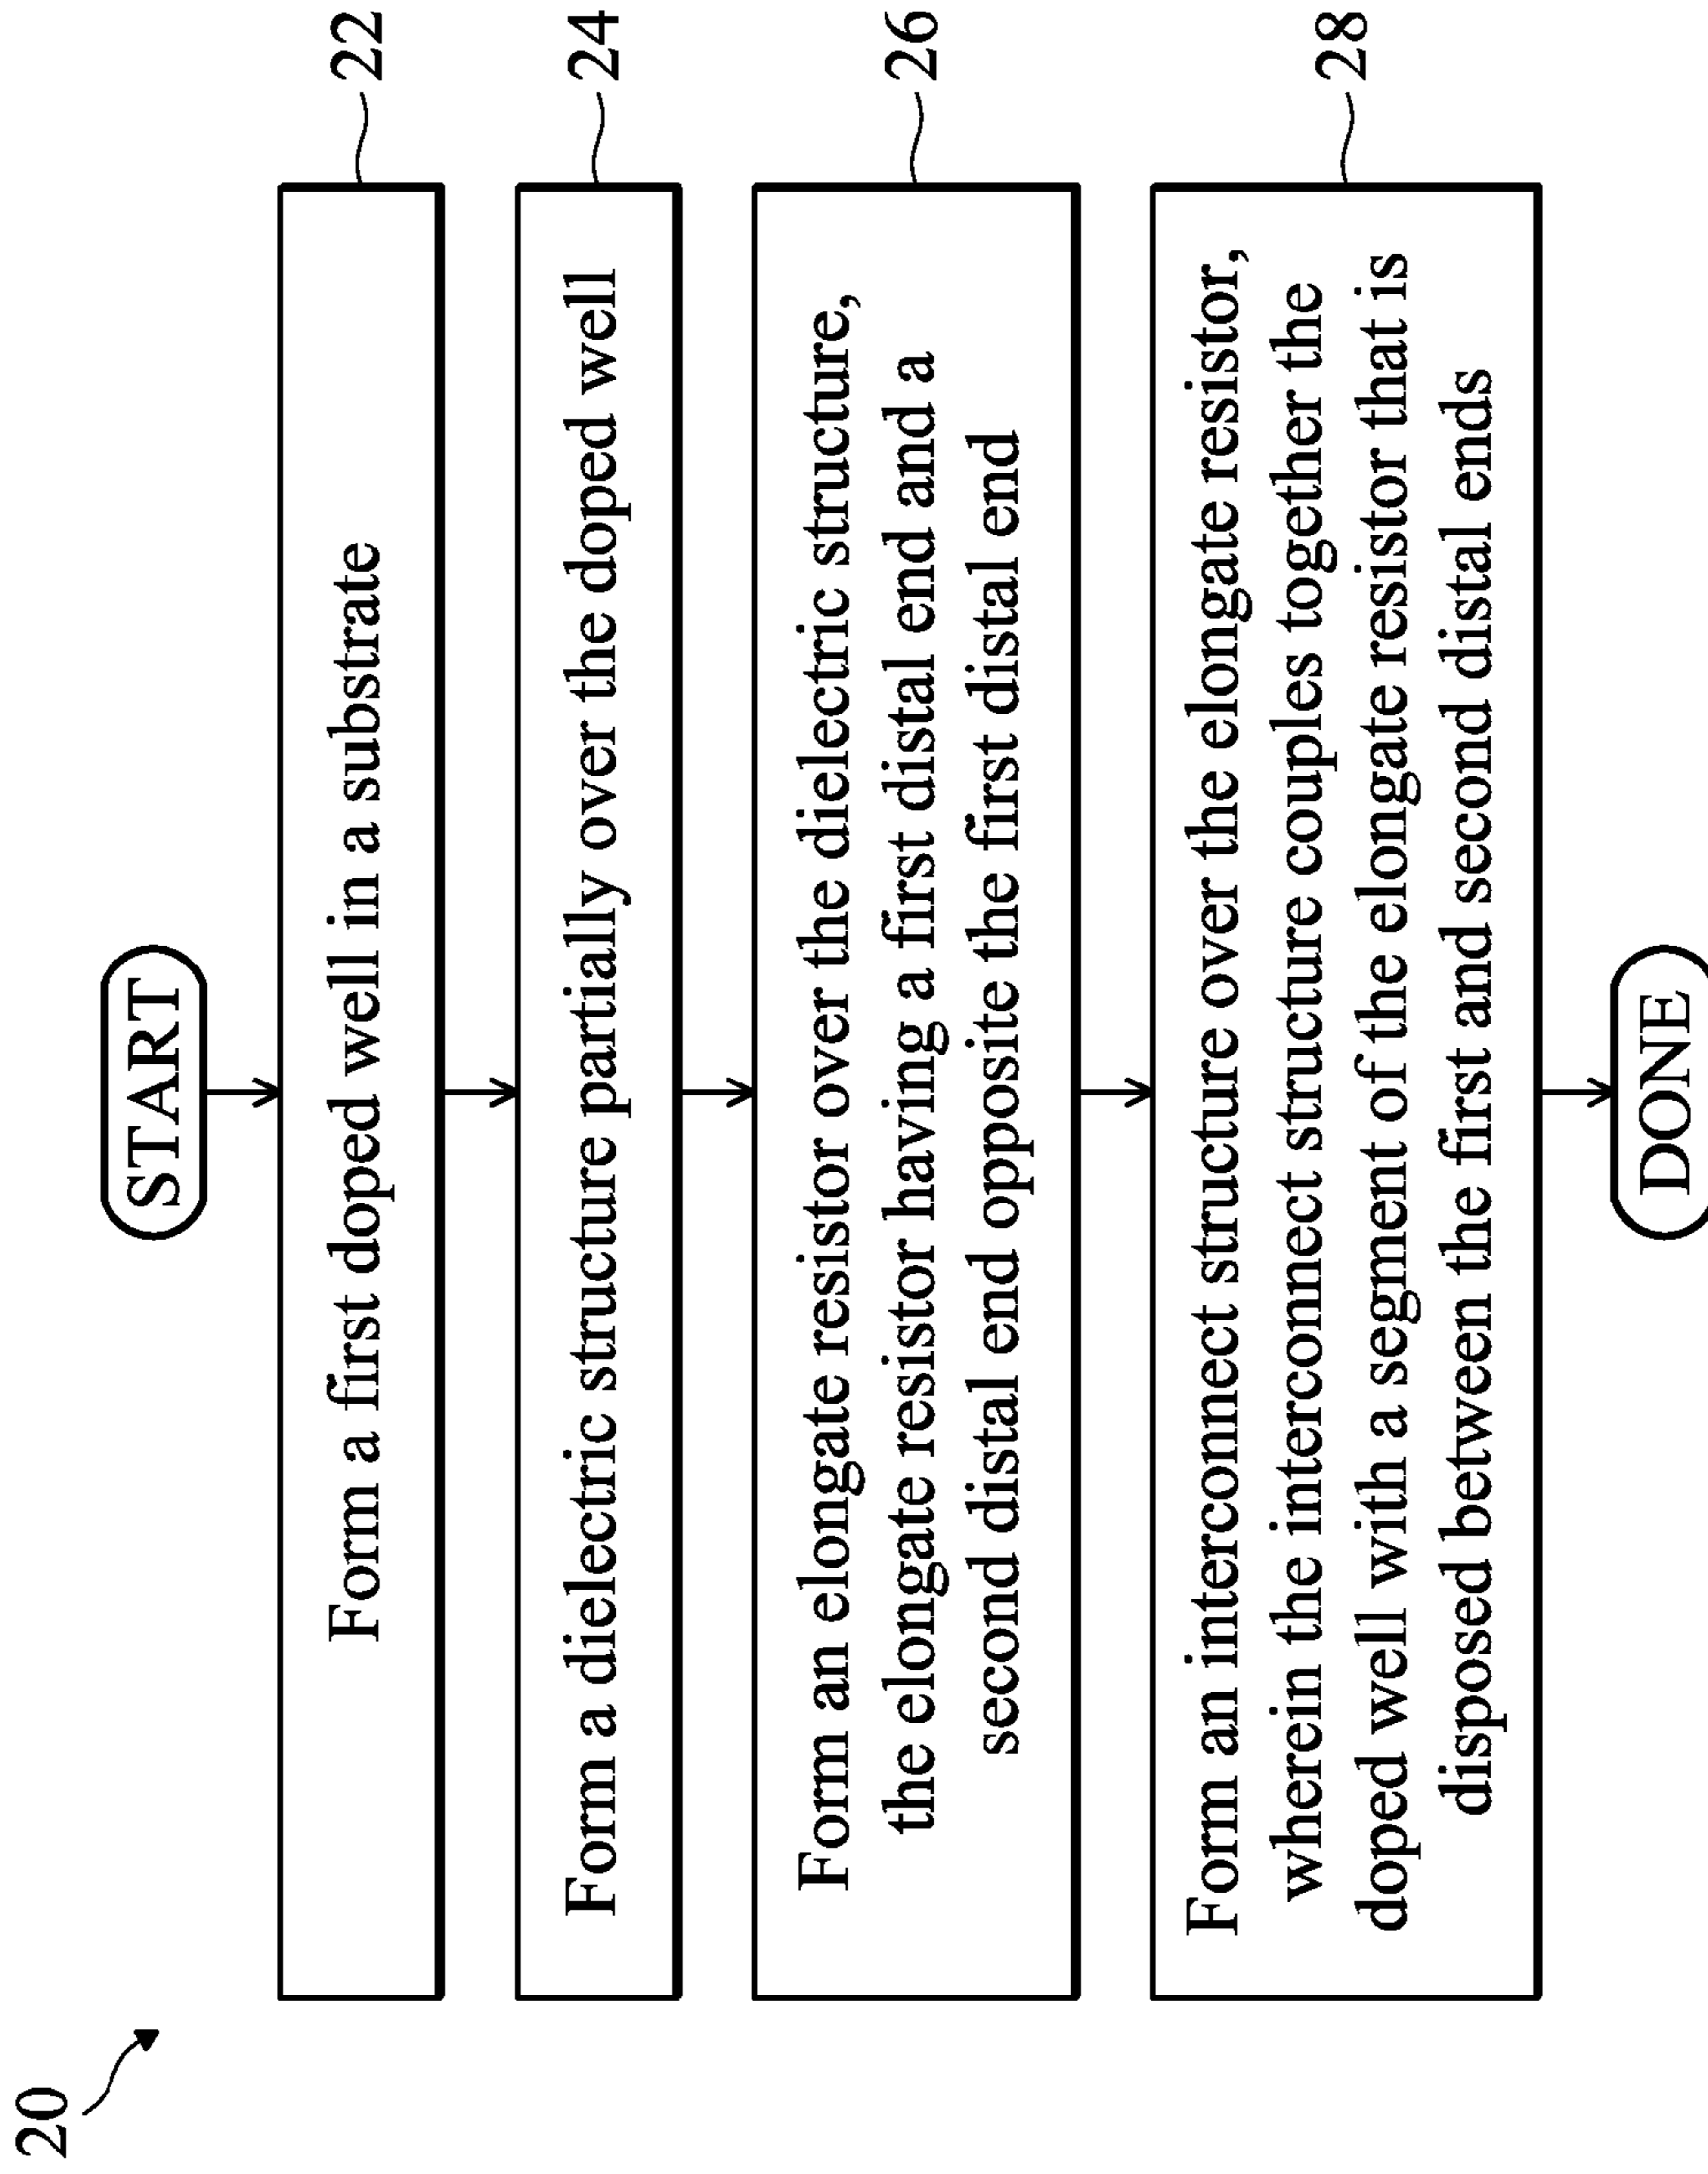 20
START
Form a first doped well in a substrate
22
Form a dielectric structure partially over the doped well
24
Form an elongate resistor over the dielectric structure,
the elongate resistor having a first distal end and a
second distal end opposite the first distal end
26
Form an interconnect structure over the elongate resistor,
wherein the interconnect structure couples together the
doped well with a segment of the elongate resistor that is
disposed between the first and second distal ends
28
DONE